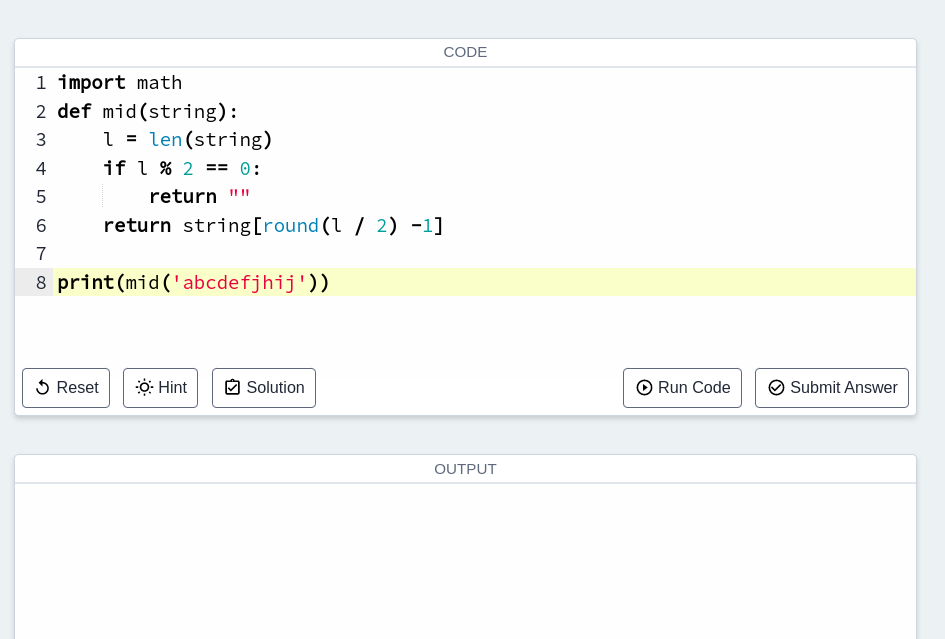 CODE
1 import math
2 def mid(string):
3     l = len(string)
4     if l % 2 == 0:
5         return ""
6     return string[round(l / 2) -1]
7
8 print(mid('abcdefjhij'))
Reset Hint Solution Run Code Submit Answer
OUTPUT